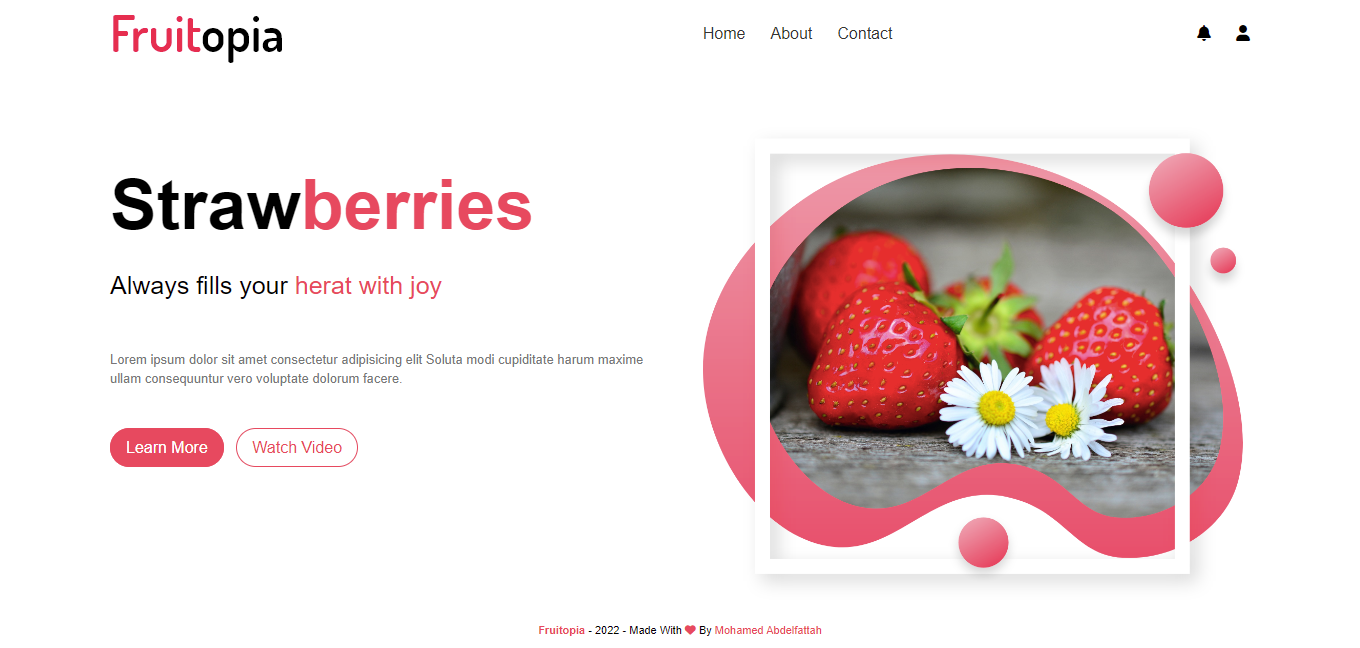 Fruitopia
Home About Contact
Strawberries
Always fills your herat with joy
Lorem ipsum dolor sit amet consectetur adipisicing elit Soluta modi cupiditate harum maxime
ullam consequuntur vero voluptate dolorum facere.
Learn More Watch Video
Fruitopia - 2022 - Made With ❤ By Mohamed Abdelfattah